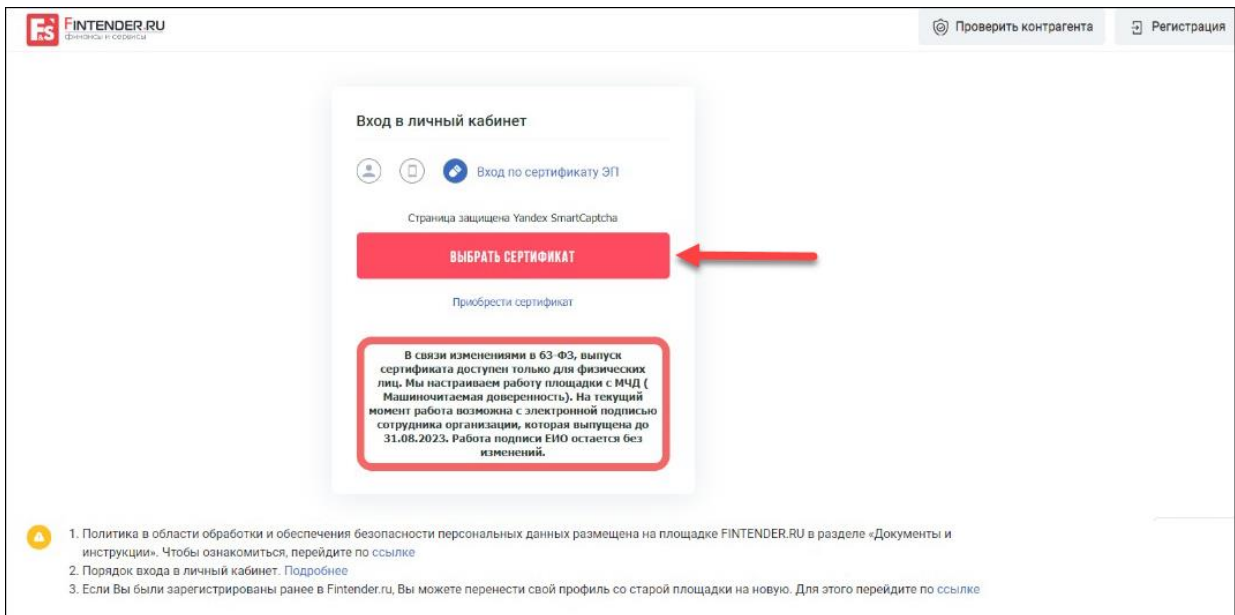 FINTENDER.RU
финансы и сервисы
Проверить контрагента
Регистрация
Вход в личный кабинет
Вход по сертификату ЭП
Страница защищена Yandex SmartCaptcha
ВЫБРАТЬ СЕРТИФИКАТ
Приобрести сертификат
В связи изменениями в 63-ФЗ, выпуск
сертификата доступен только для физических
лиц. Мы настраиваем работу площадки с МЧД (
Машиночитаемая доверенность). На текущий
момент работа возможна с электронной подписью
сотрудника организации, которая выпущена до
31.08.2023. Работа подписи ЕИО остается без
изменений.
1. Политика в области обработки и обеспечения безопасности персональных данных размещена на площадке FINTENDER.RU в разделе «Документы и
инструкции». Чтобы ознакомиться, перейдите по ссылке
2. Порядок входа в личный кабинет. Подробнее
3. Если Вы были зарегистрированы ранее в Fintender.ru, Вы можете перенести свой профиль со старой площадки на новую. Для этого перейдите по ссылке